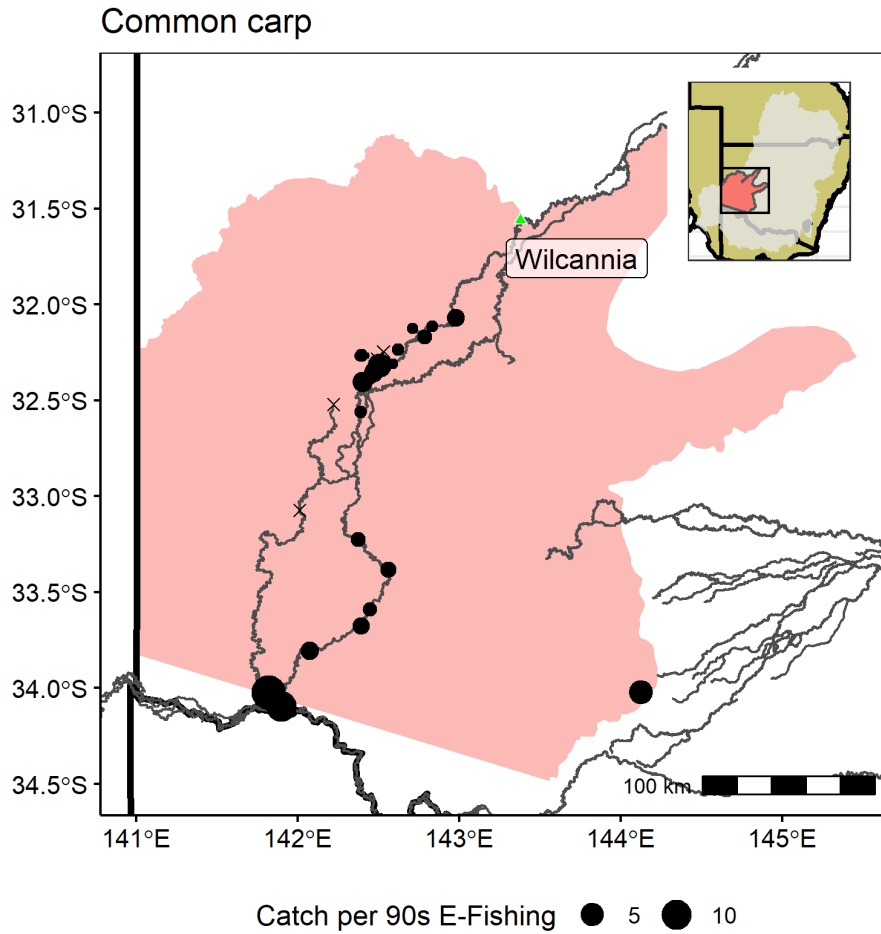 Common carp
31.0°S
31.5°S
32.0°S
32.5°S
33.0°S
33.5°S
34.0°S
34.5°S
Wilcannia
100 km
141°E 142°E 143°E 144°E 145°E
Catch per 90s E-Fishing 5 10